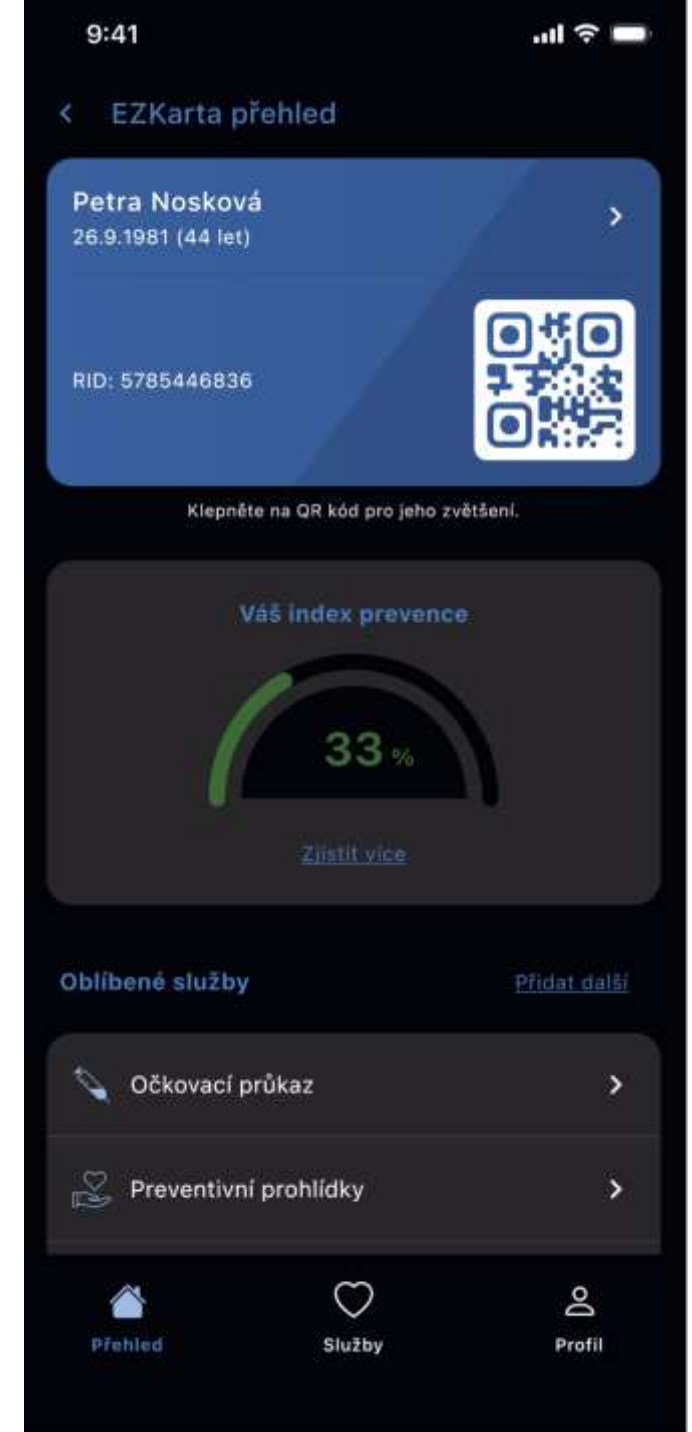 9:41
EZKarta přehled
Petra Nosková
26.9.1981 (44 let)
RID: 5785446836
Klepněte na QR kód pro jeho zvětšení.
Váš index prevence
33 %
Zjistit více
Oblíbené služby
Přidat další
Očkovací průkaz
Preventivní prohlídky
Přehled
Služby
Profil